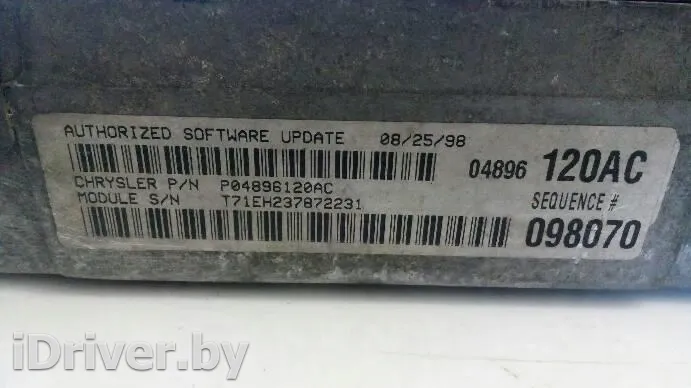 AUTHORIZED SOFTWARE UPDATE 08/25/98
04896 120AC
CHRYSLER P/N P04896120AC
MODULE S/N T71EH237872231
SEQUENCE #
098070
iDriver.by